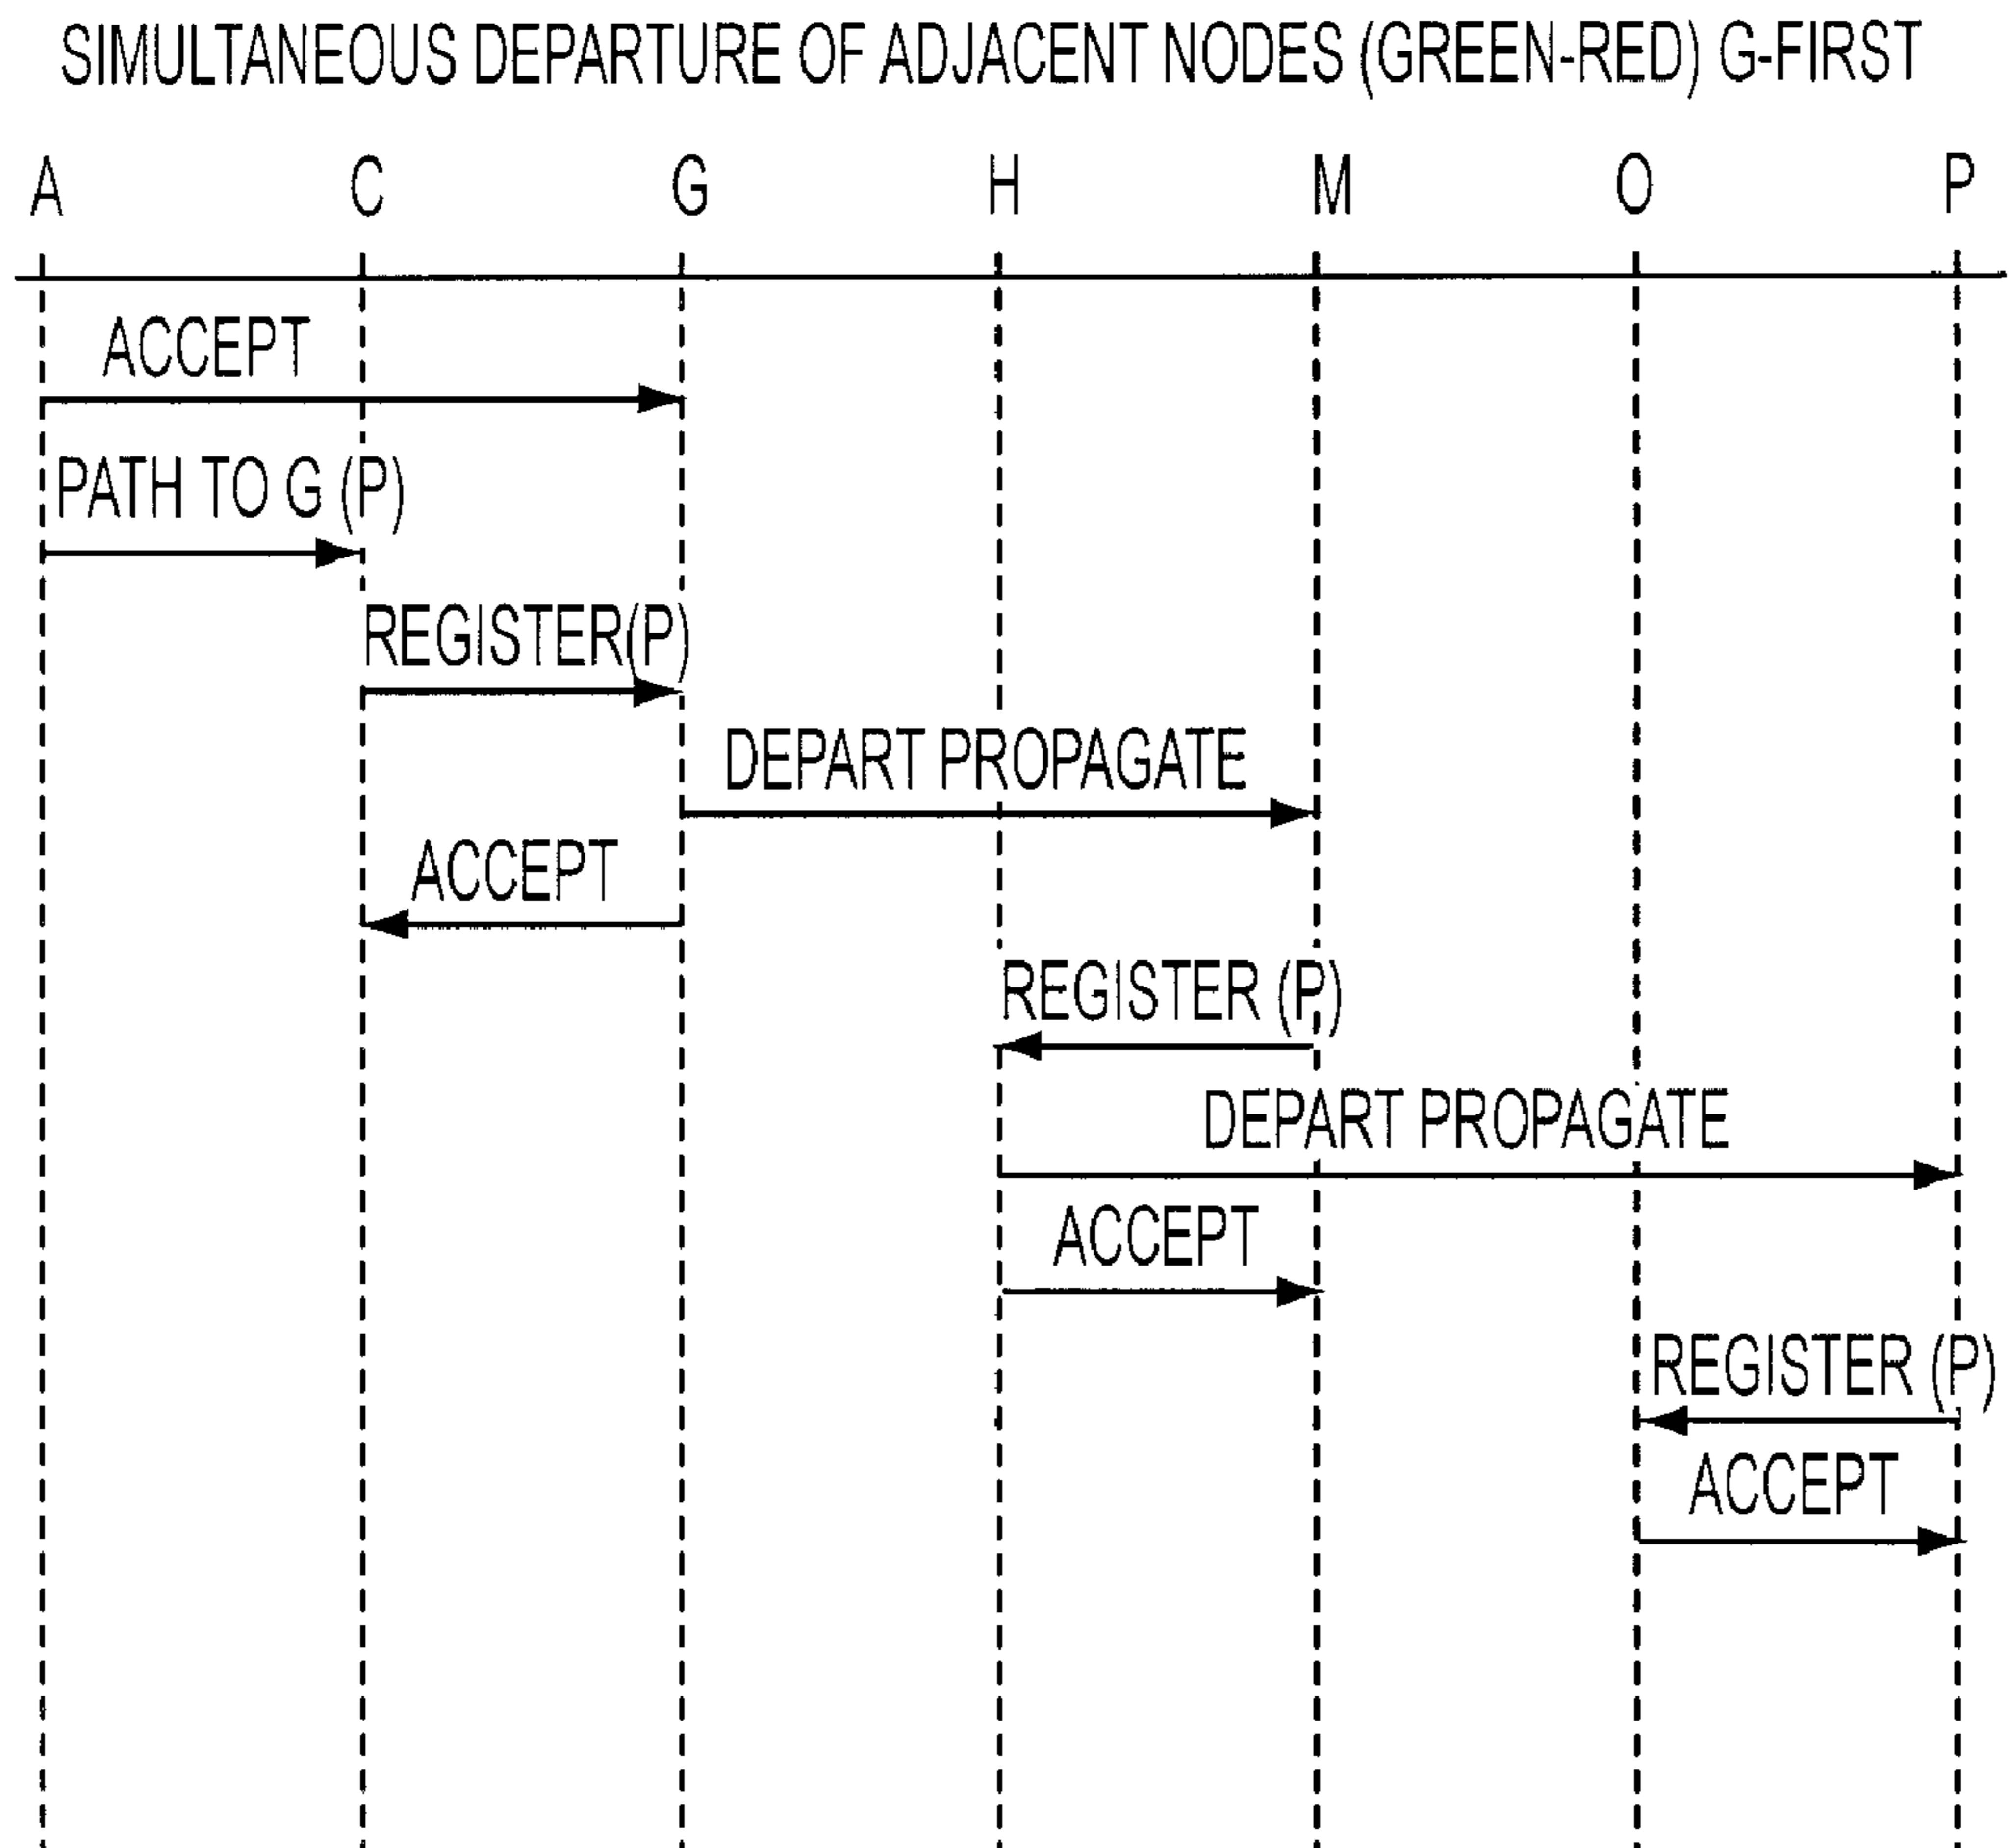 SIMULTANEOUS DEPARTURE OF ADJACENT NODES (GREEN-RED) G-FIRST
A C G H M O P
ACCEPT
PATH TO G (P)
REGISTER(P)
DEPART PROPAGATE
ACCEPT
REGISTER (P)
DEPART PROPAGATE
ACCEPT
REGISTER (P)
ACCEPT